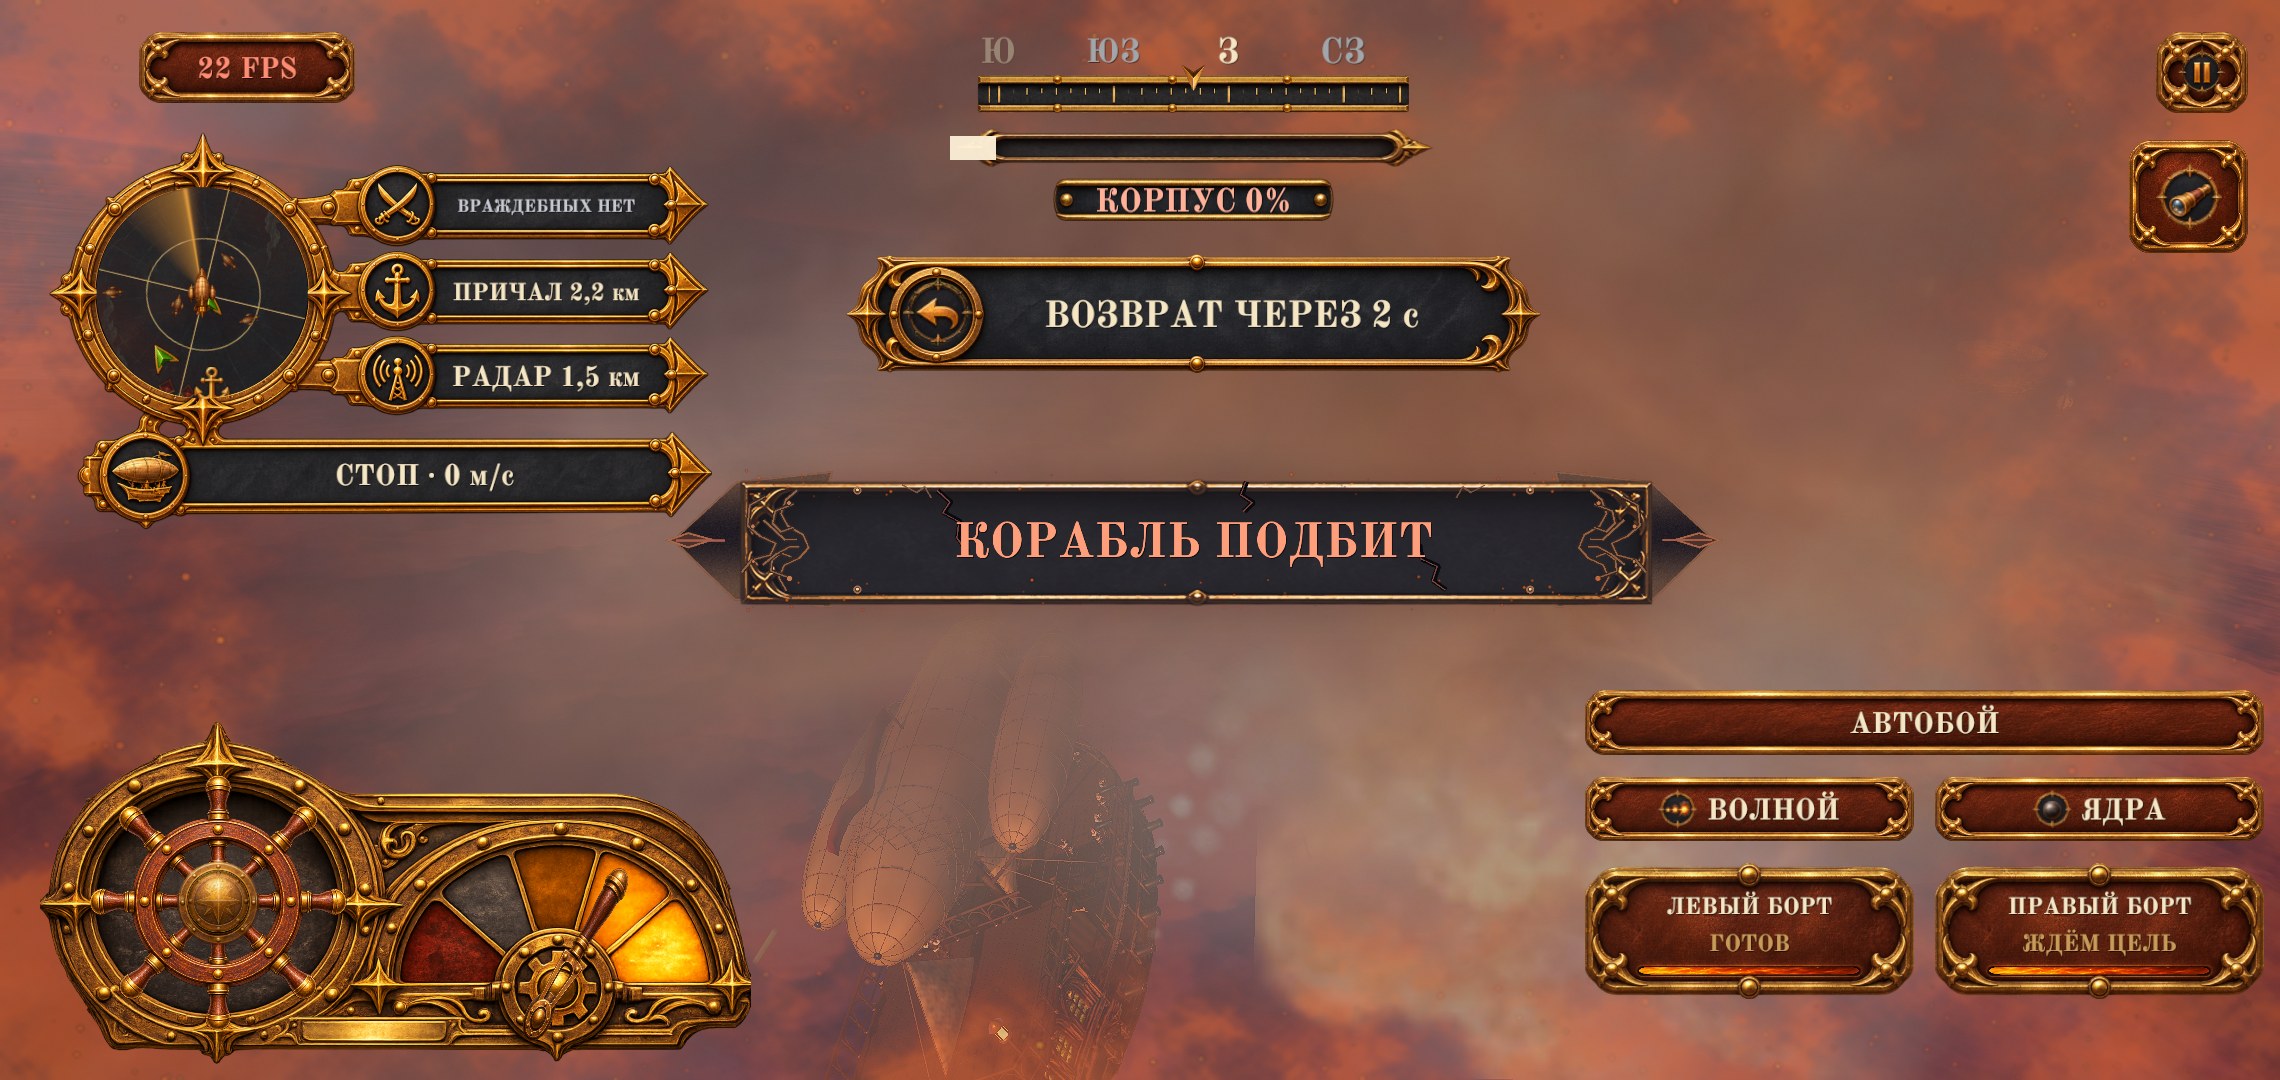 22 FPS
Ю ЮЗ З СЗ
КОРПУС 0%
ВРАЖДЕБНЫХ НЕТ
ПРИЧАЛ 2,2 км
РАДАР 1,5 км
СТОП · 0 м/с
ВОЗВРАТ ЧЕРЕЗ 2 с
КОРАБЛЬ ПОДБИТ
АВТОБОЙ
ВОЛНОЙ
ЯДРА
ЛЕВЫЙ БОРТ
ГОТОВ
ПРАВЫЙ БОРТ
ЖДЁМ ЦЕЛЬ